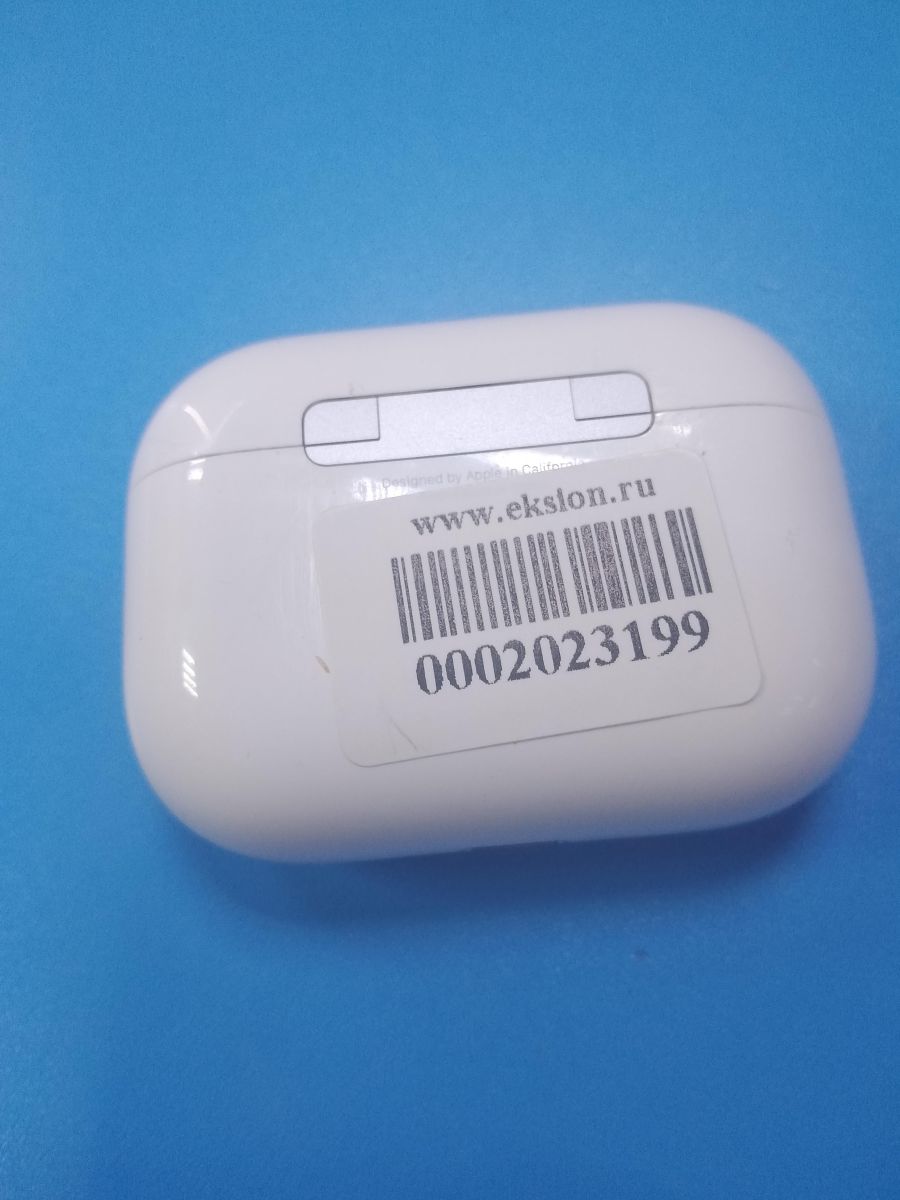 Designed by Apple in California
www.ekslon.ru
0002023199